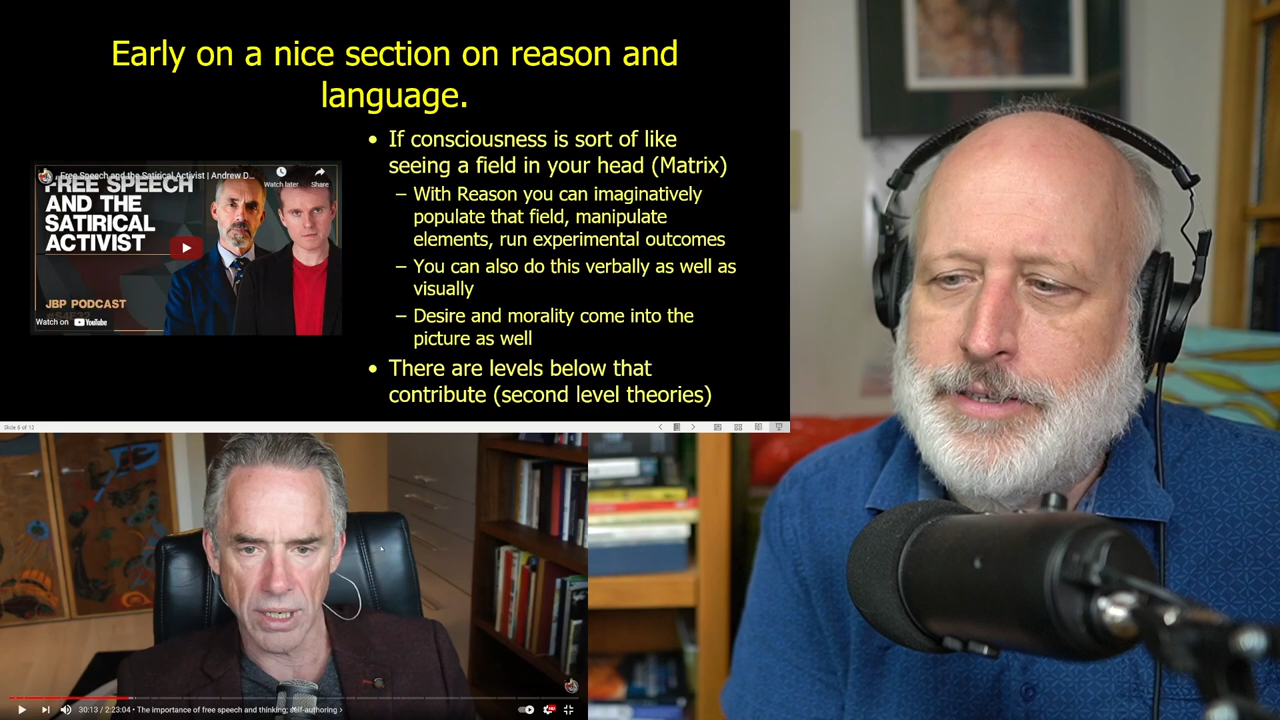 Early on a nice section on reason and
language.
Free Speech and the Satirical Activist | Andrew D...
Watch later
Share
FREE SPEECH
AND THE
SATIRICAL
ACTIVIST
JBP PODCAST
Watch on YouTube
• If consciousness is sort of like
seeing a field in your head (Matrix)
– With Reason you can imaginatively
populate that field, manipulate
elements, run experimental outcomes
– You can also do this verbally as well as
visually
– Desire and morality come into the
picture as well
• There are levels below that
contribute (second level theories)
Slide 6 of 13
30:13 / 2:23:04 • The importance of free speech and thinking; self-authoring ›